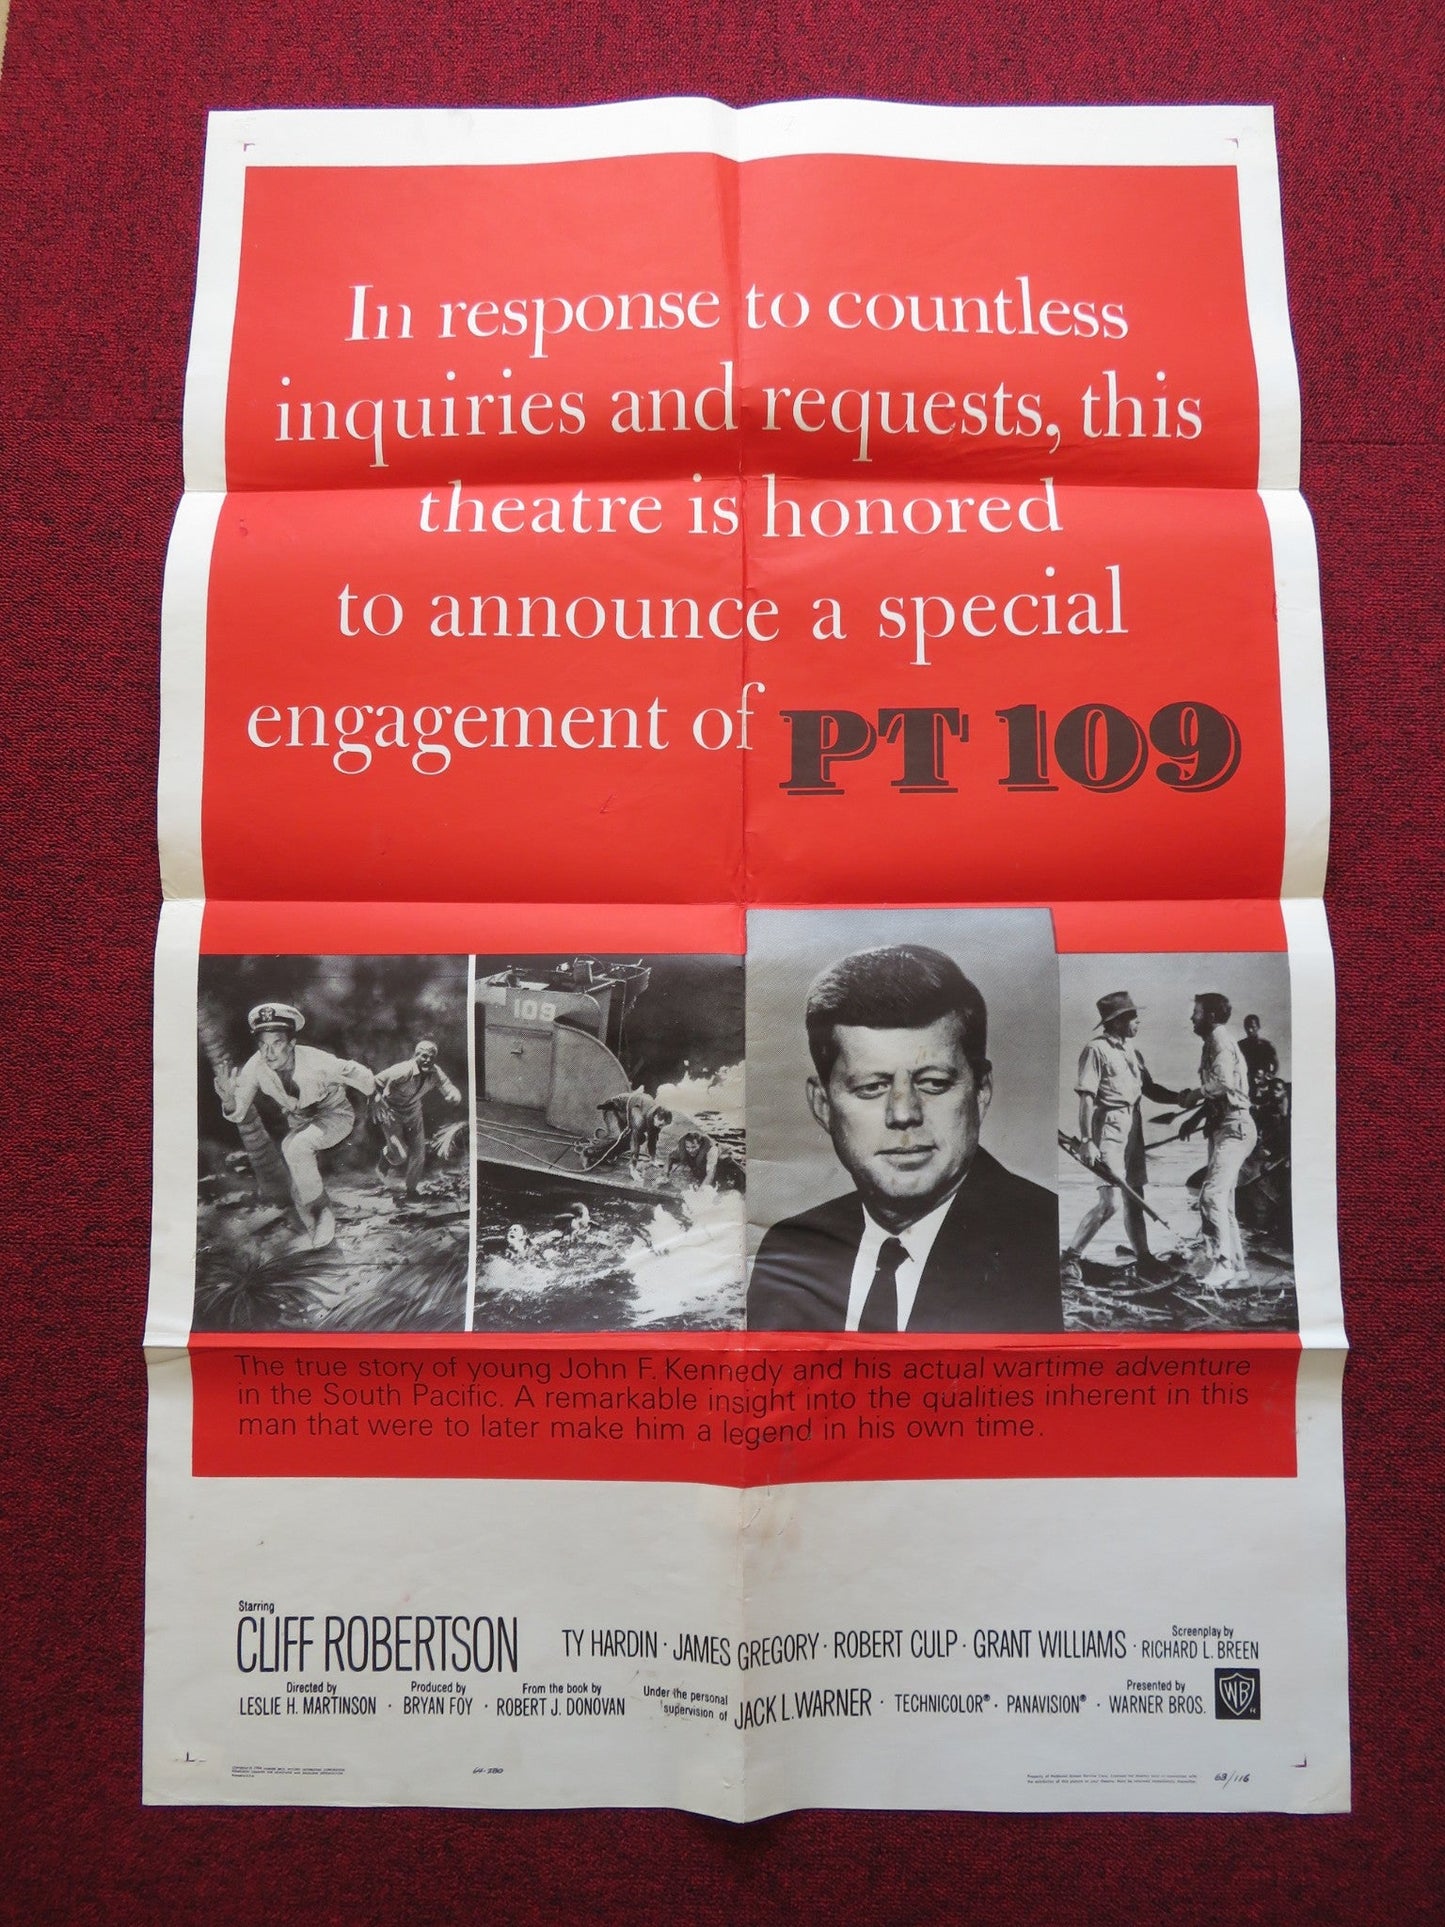 In response to countless
inquiries and requests, this
theatre is honored
to announce a special
engagement of PT 109
109
The true story of young John F. Kennedy and his actual wartime adventure
in the South Pacific. A remarkable insight into the qualities inherent in this
man that were to later make him a legend in his own time.
Starring
CLIFF ROBERTSON
TY HARDIN · JAMES GREGORY · ROBERT CULP · GRANT WILLIAMS ·
Screenplay by
RICHARD L. BREEN
Directed by
LESLIE H. MARTINSON ·
Produced by
BRYAN FOY ·
From the book by
ROBERT J. DONOVAN
Under the personal
supervision of
JACK L. WARNER · TECHNICOLOR® · PANAVISION® ·
Presented by
WARNER BROS.
WB
64-280
63/116